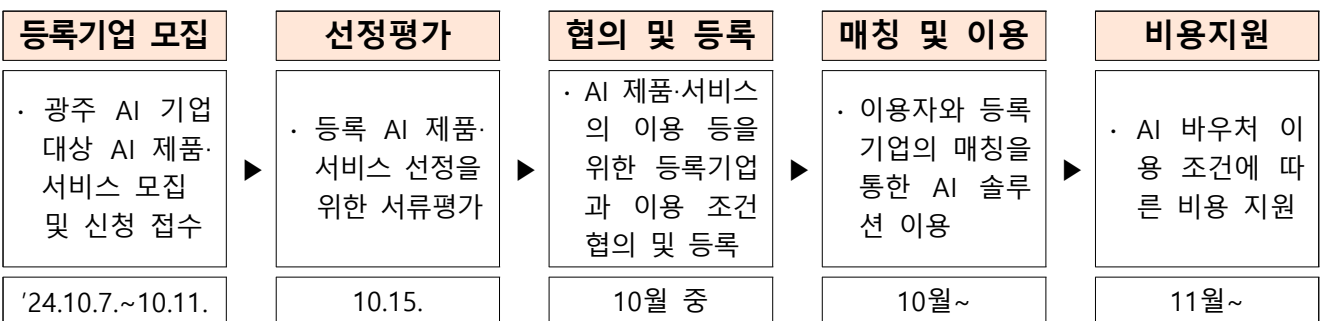 등록기업 모집
· 광주 AI 기업
대상 AI 제품·
서비스 모집
및 신청 접수
'24.10.7.~10.11.
▶
선정평가
· 등록 AI 제품·
서비스 선정을
위한 서류평가
10.15.
▶
협의 및 등록
· AI 제품·서비스
의 이용 등을
위한 등록기업
과 이용 조건
협의 및 등록
10월 중
▶
매칭 및 이용
· 이용자와 등록
기업의 매칭을
통한 AI 솔루
션 이용
10월~
▶
비용지원
· AI 바우처 이
용 조건에 따
른 비용 지원
11월~